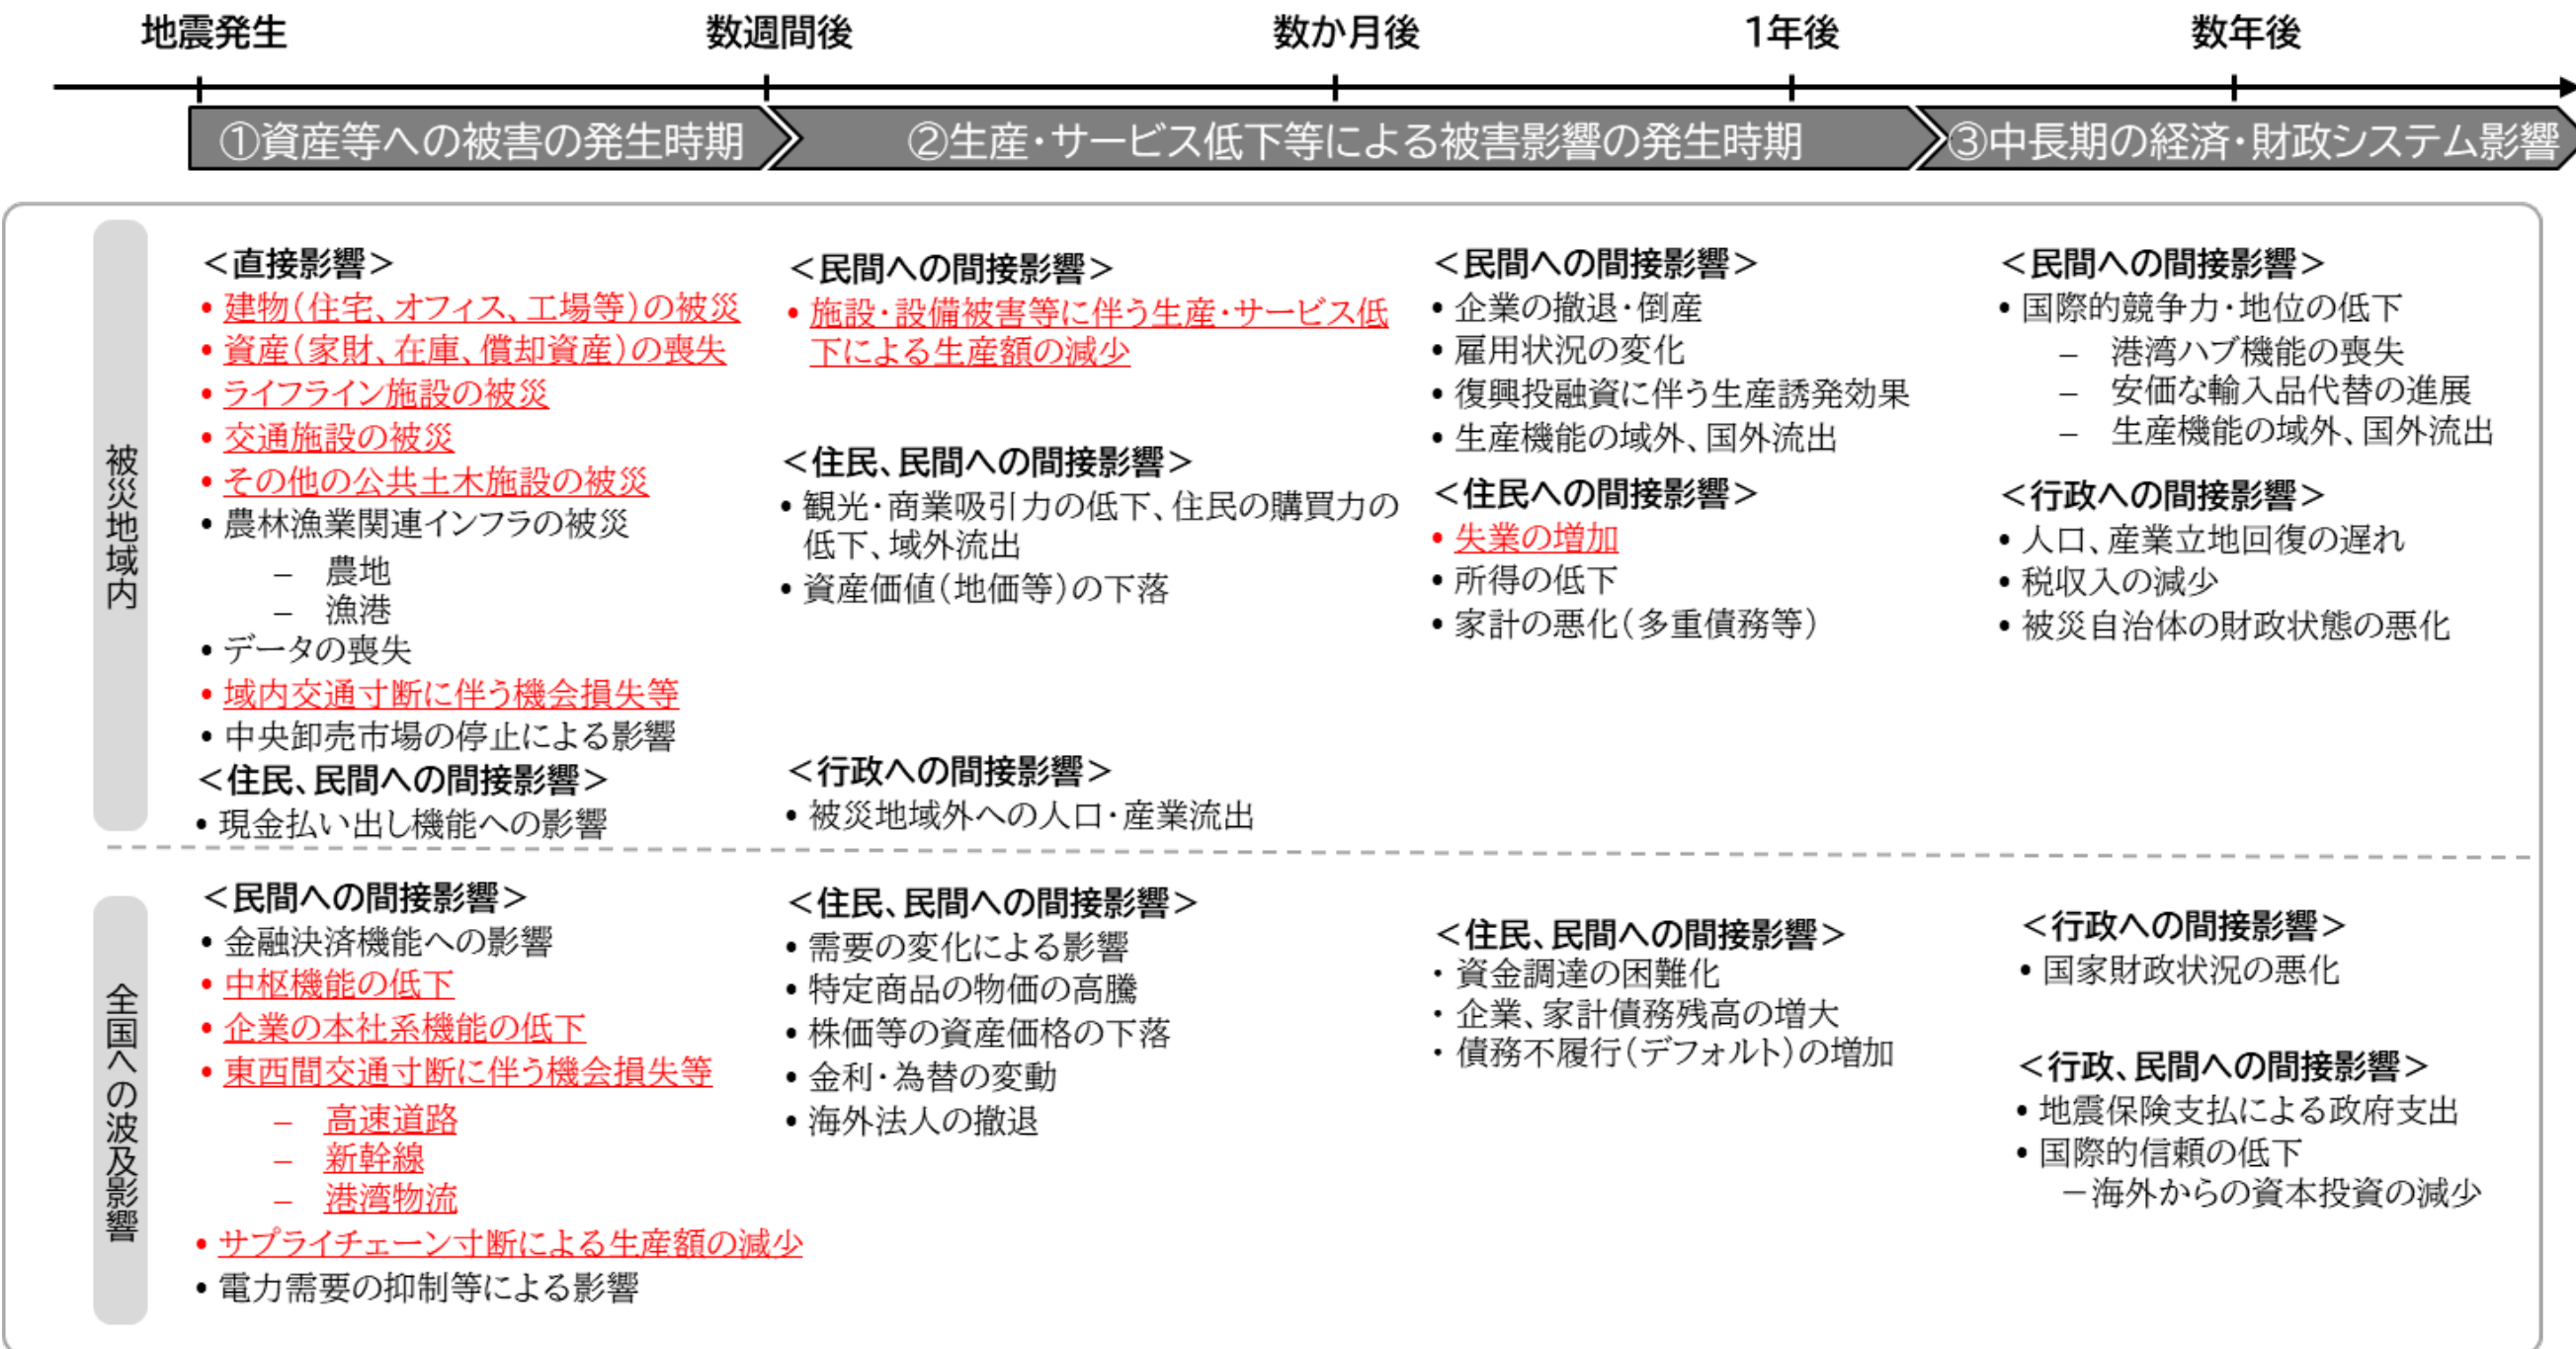 地震発生
数週間後
数か月後
1年後
数年後
①資産等への被害の発生時期
②生産・サービス低下等による被害影響の発生時期
③中長期の経済・財政システム影響
被災地域内
＜直接影響＞
• 建物（住宅、オフィス、工場等）の被災
• 資産（家財、在庫、償却資産）の喪失
• ライフライン施設の被災
• 交通施設の被災
• その他の公共土木施設の被災
• 農林漁業関連インフラの被災
– 農地
– 漁港
• データの喪失
• 域内交通寸断に伴う機会損失等
• 中央卸売市場の停止による影響
＜住民、民間への間接影響＞
• 現金払い出し機能への影響
＜民間への間接影響＞
• 施設・設備被害等に伴う生産・サービス低
下による生産額の減少
＜住民、民間への間接影響＞
• 観光・商業吸引力の低下、住民の購買力の
低下、域外流出
• 資産価値（地価等）の下落
＜行政への間接影響＞
• 被災地域外への人口・産業流出
＜民間への間接影響＞
• 企業の撤退・倒産
• 雇用状況の変化
• 復興投融資に伴う生産誘発効果
• 生産機能の域外、国外流出
＜住民への間接影響＞
• 失業の増加
• 所得の低下
• 家計の悪化（多重債務等）
＜民間への間接影響＞
• 国際的競争力・地位の低下
– 港湾ハブ機能の喪失
– 安価な輸入品代替の進展
– 生産機能の域外、国外流出
＜行政への間接影響＞
• 人口、産業立地回復の遅れ
• 税収入の減少
• 被災自治体の財政状態の悪化
全国への波及影響
＜民間への間接影響＞
• 金融決済機能への影響
• 中枢機能の低下
• 企業の本社系機能の低下
• 東西間交通寸断に伴う機会損失等
– 高速道路
– 新幹線
– 港湾物流
• サプライチェーン寸断による生産額の減少
• 電力需要の抑制等による影響
＜住民、民間への間接影響＞
• 需要の変化による影響
• 特定商品の物価の高騰
• 株価等の資産価格の下落
• 金利・為替の変動
• 海外法人の撤退
＜住民、民間への間接影響＞
・ 資金調達の困難化
・ 企業、家計債務残高の増大
・ 債務不履行（デフォルト）の増加
＜行政への間接影響＞
• 国家財政状況の悪化
＜行政、民間への間接影響＞
• 地震保険支払による政府支出
• 国際的信頼の低下
－海外からの資本投資の減少